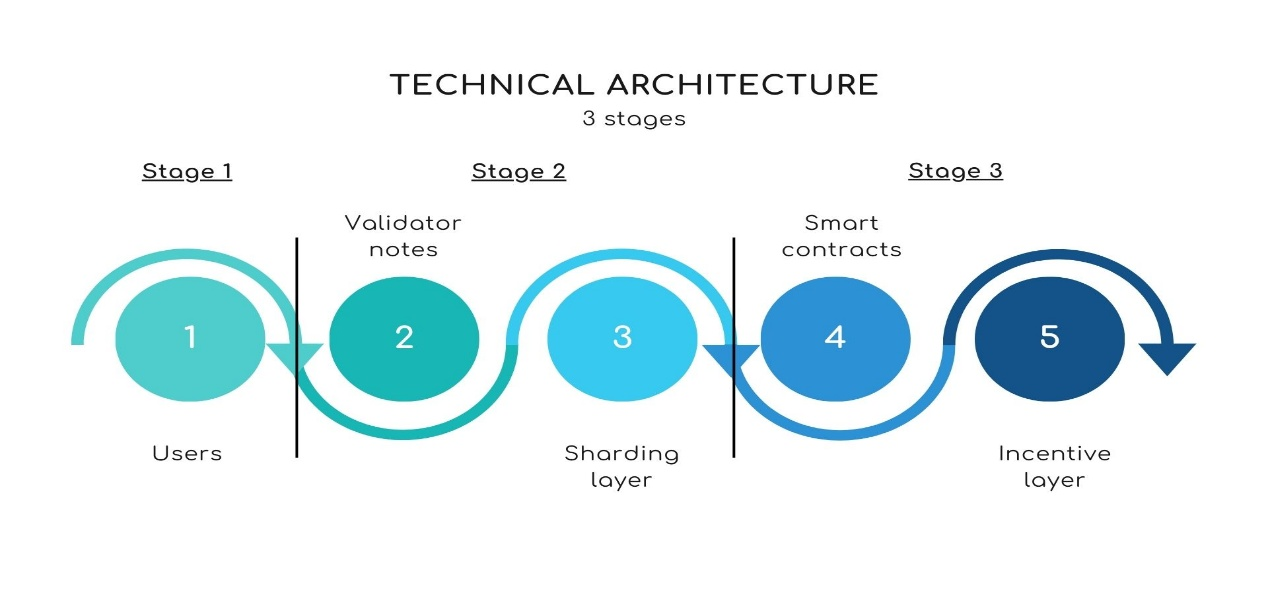 TECHNICAL ARCHITECTURE
3 stages
Stage 1
Stage 2
Stage 3
Validator
notes
Smart
contracts
1
2
3
4
5
Users
Sharding
layer
Incentive
layer